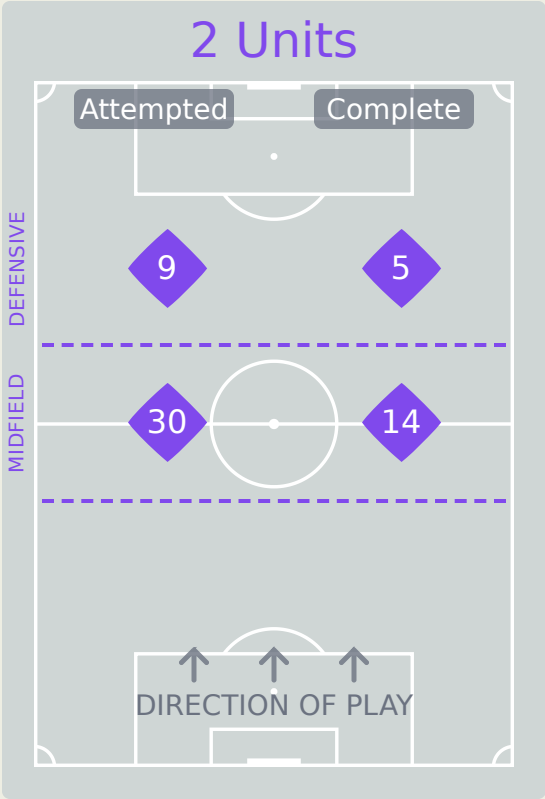 2 Units
Attempted
Complete
DEFENSIVE
9
5
MIDFIELD
30
14
DIRECTION OF PLAY